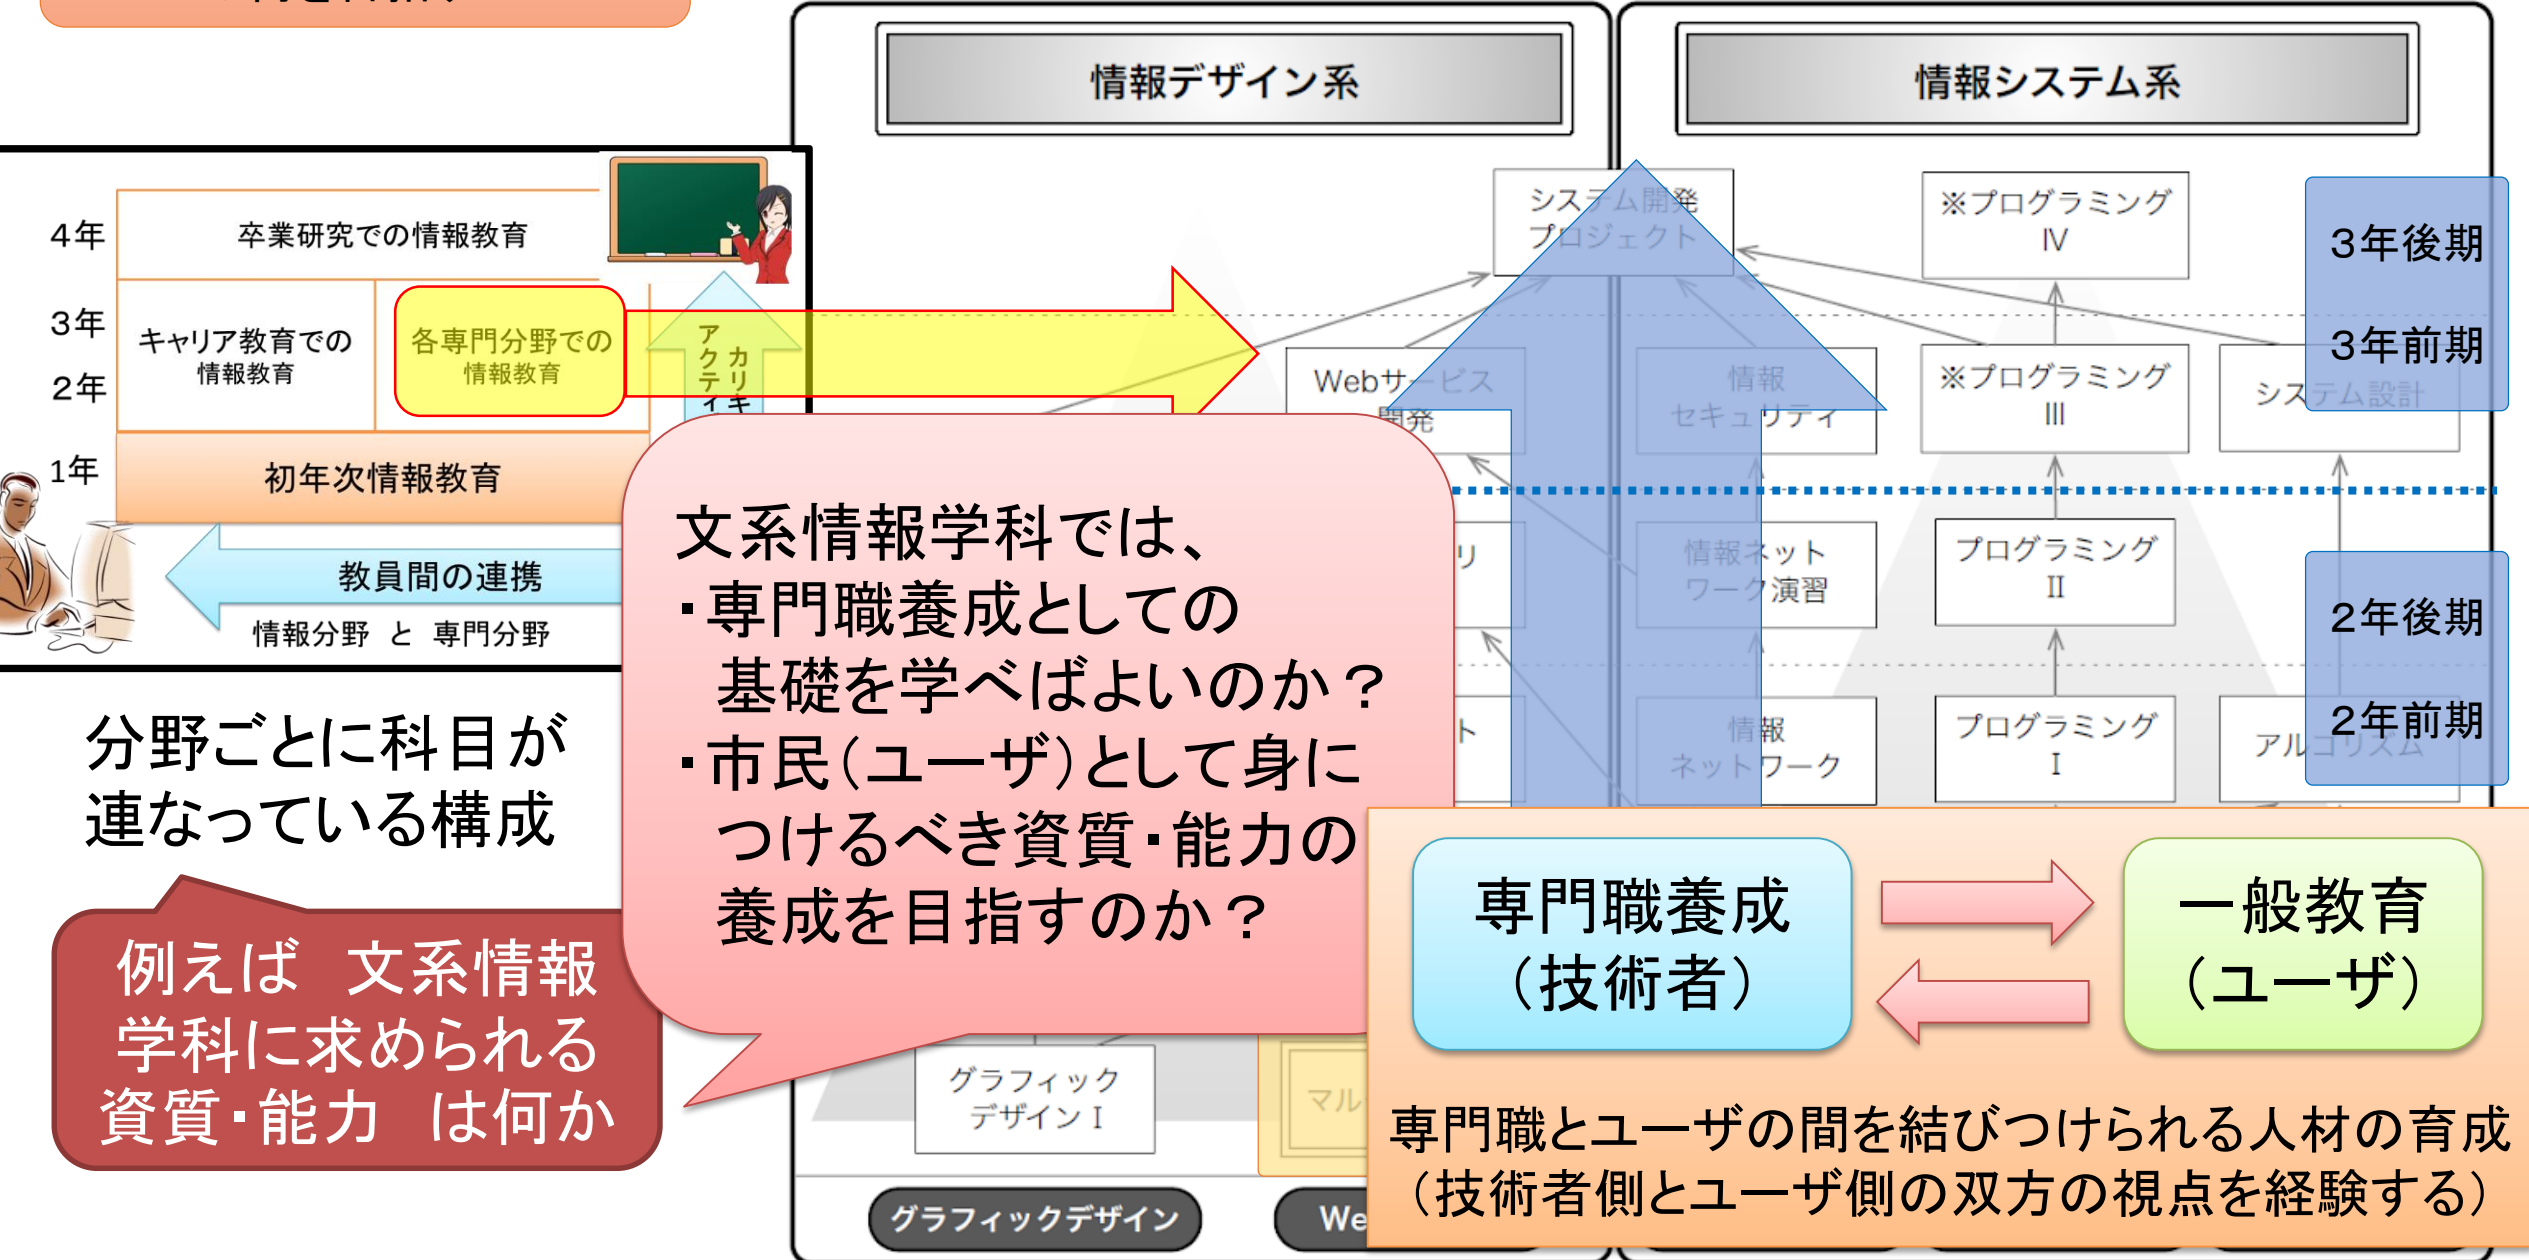 情報デザイン系
情報システム系
4年
卒業研究での情報教育
3年
2年
キャリア教育での
情報教育
各専門分野での
情報教育
アクティ
カリキ
1年
初年次情報教育
教員間の連携
情報分野 と 専門分野
分野ごとに科目が
連なっている構成
例えば 文系情報
学科に求められる
資質・能力 は何か
文系情報学科では、
・専門職養成としての
基礎を学べばよいのか？
・市民(ユーザ)として身に
つけるべき資質・能力の
養成を目指すのか？
システム開発
プロジェクト
※プログラミング
IV
3年後期
3年前期
Webサービス
開発
情報
セキュリティ
※プログラミング
III
システム設計
リ
情報ネット
ワーク演習
プログラミング
II
2年後期
2年前期
ト
情報
ネットワーク
プログラミング
I
アルゴリズム
専門職養成
(技術者)
一般教育
(ユーザ)
専門職とユーザの間を結びつけられる人材の育成
(技術者側とユーザ側の双方の視点を経験する)
グラフィック
デザイン I
マル
グラフィックデザイン
We